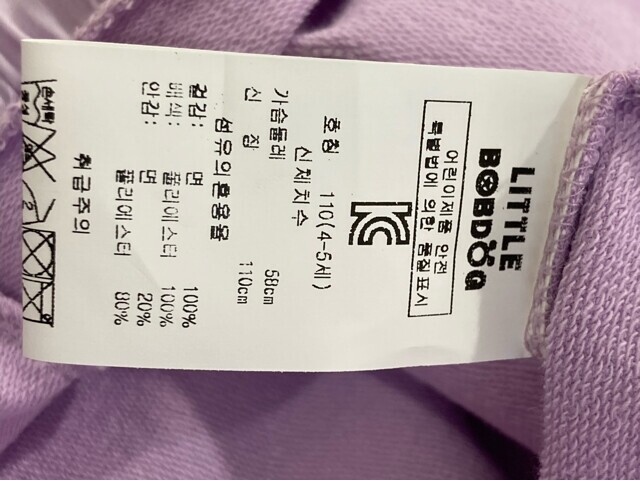 LITTLE
BOBDOG
어린이제품 안전
특별법에 의한 품질표시
호칭 110(4-5세)
신체치수
가슴둘레 58cm
신 장 110cm
섬유의혼용율
겉감: 면 100%
배색: 폴리에스터 100%
안감: 면 20%
폴리에스터 80%
취급주의
손세탁